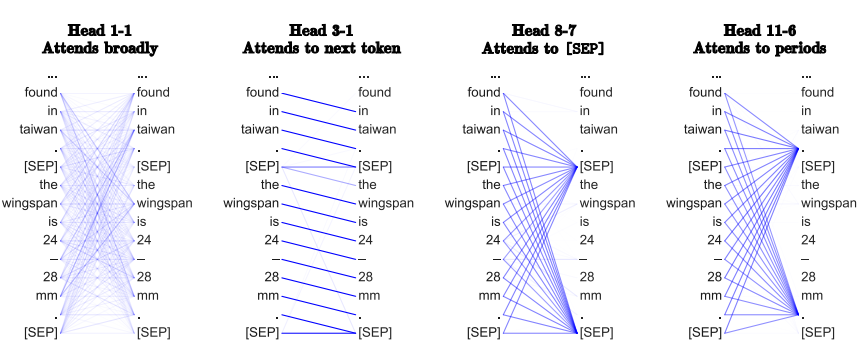 Head 1-1
Attends broadly
... ...
found found
in in
taiwan taiwan
. .
[SEP] [SEP]
the the
wingspan wingspan
is is
24 24
– –
28 28
mm mm
. .
[SEP] [SEP]
Head 3-1
Attends to next token
... ...
found found
in in
taiwan taiwan
. .
[SEP] [SEP]
the the
wingspan wingspan
is is
24 24
– –
28 28
mm mm
. .
[SEP] [SEP]
Head 8-7
Attends to [SEP]
... ...
found found
in in
taiwan taiwan
. .
[SEP] [SEP]
the the
wingspan wingspan
is is
24 24
– –
28 28
mm mm
. .
[SEP] [SEP]
Head 11-6
Attends to periods
... ...
found found
in in
taiwan taiwan
. .
[SEP] [SEP]
the the
wingspan wingspan
is is
24 24
– –
28 28
mm mm
. .
[SEP] [SEP]